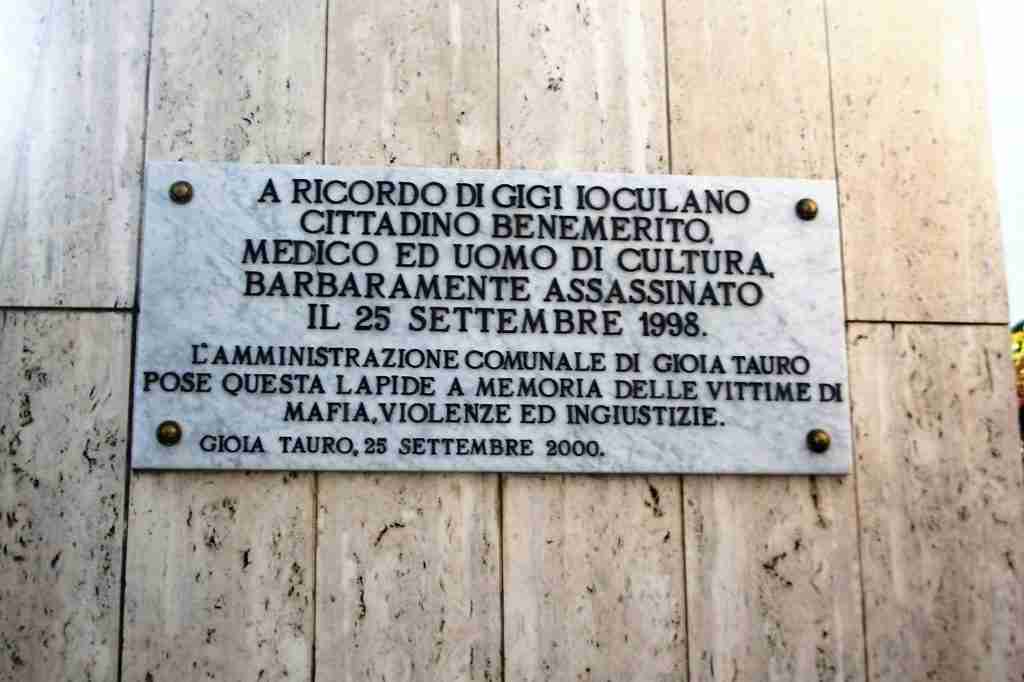 A RICORDO DI GIGI IOCULANO
CITTADINO BENEMERITO,
MEDICO ED UOMO DI CULTURA,
BARBARAMENTE ASSASSINATO
IL 25 SETTEMBRE 1998.
L'AMMINISTRAZIONE COMUNALE DI GIOIA TAURO
POSE QUESTA LAPIDE A MEMORIA DELLE VITTIME DI
MAFIA, VIOLENZE ED INGIUSTIZIE.
GIOIA TAURO, 25 SETTEMBRE 2000.